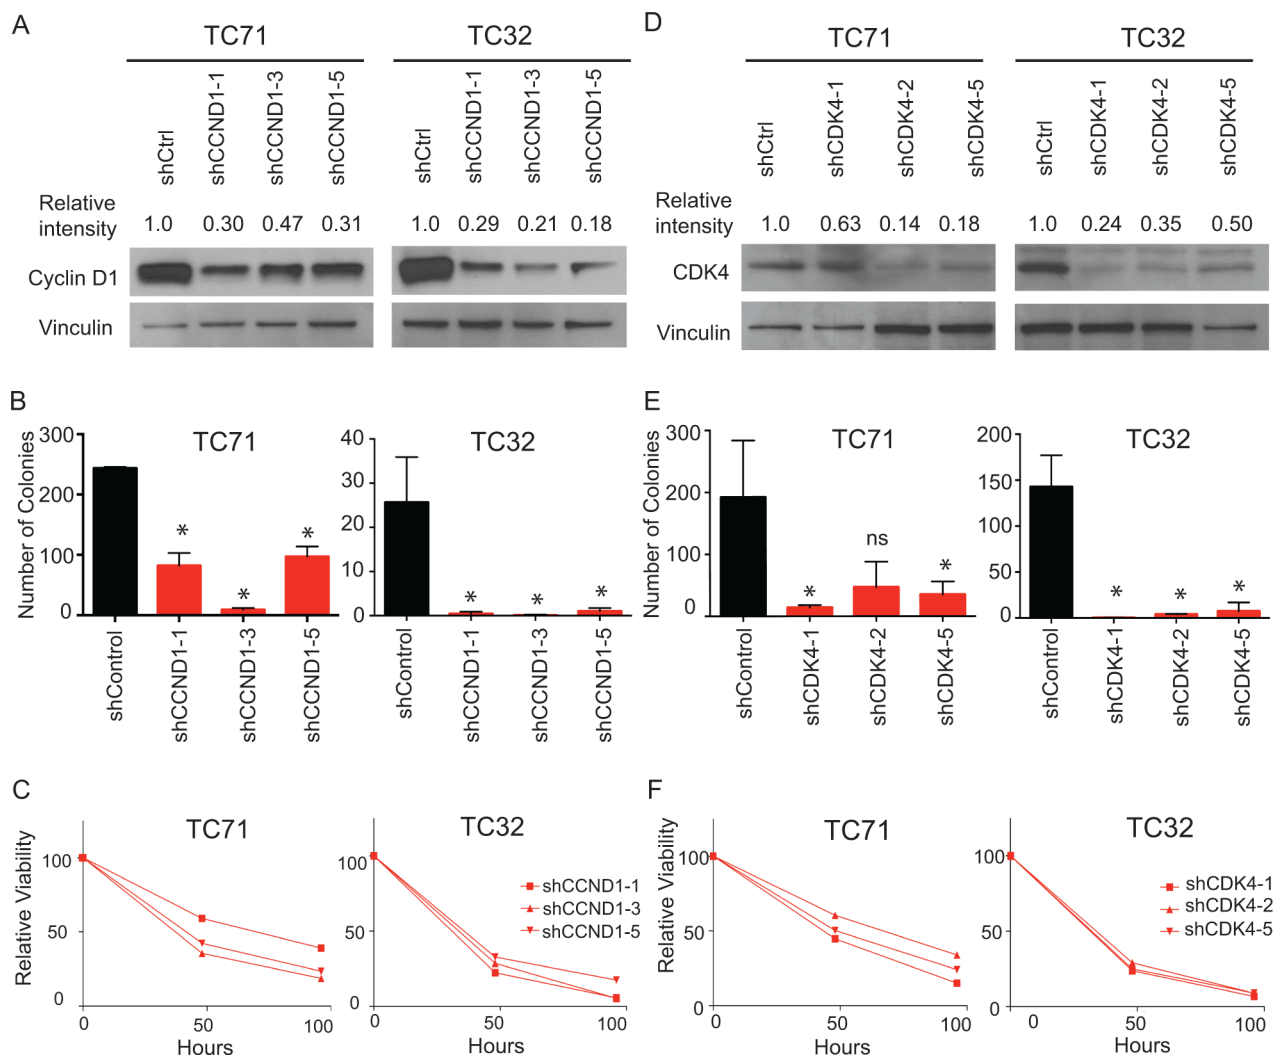 A
TC71
TC32
shCtrl
shCCND1-1
shCCND1-3
shCCND1-5
shCtrl
shCCND1-1
shCCND1-3
shCCND1-5
Relative
intensity
1.0 0.30 0.47 0.31
1.0 0.29 0.21 0.18
Cyclin D1
Vinculin
D
TC71
TC32
shCtrl
shCDK4-1
shCDK4-2
shCDK4-5
shCtrl
shCDK4-1
shCDK4-2
shCDK4-5
Relative
intensity
1.0 0.63 0.14 0.18
1.0 0.24 0.35 0.50
CDK4
Vinculin
B
Number of Colonies
300
200
100
0
TC71
*
*
*
shControl
shCCND1-1
shCCND1-3
shCCND1-5
40
30
20
10
0
TC32
*
*
*
shControl
shCCND1-1
shCCND1-3
shCCND1-5
E
Number of Colonies
300
200
100
0
TC71
*
ns
*
shControl
shCDK4-1
shCDK4-2
shCDK4-5
200
150
100
50
0
TC32
*
*
*
shControl
shCDK4-1
shCDK4-2
shCDK4-5
C
Relative Viability
100
50
0
TC71
0 50 100
Hours
100
50
0
TC32
shCCND1-1
shCCND1-3
shCCND1-5
0 50 100
Hours
F
Relative Viability
100
50
0
TC71
0 50 100
Hours
100
50
0
TC32
shCDK4-1
shCDK4-2
shCDK4-5
0 50 100
Hours